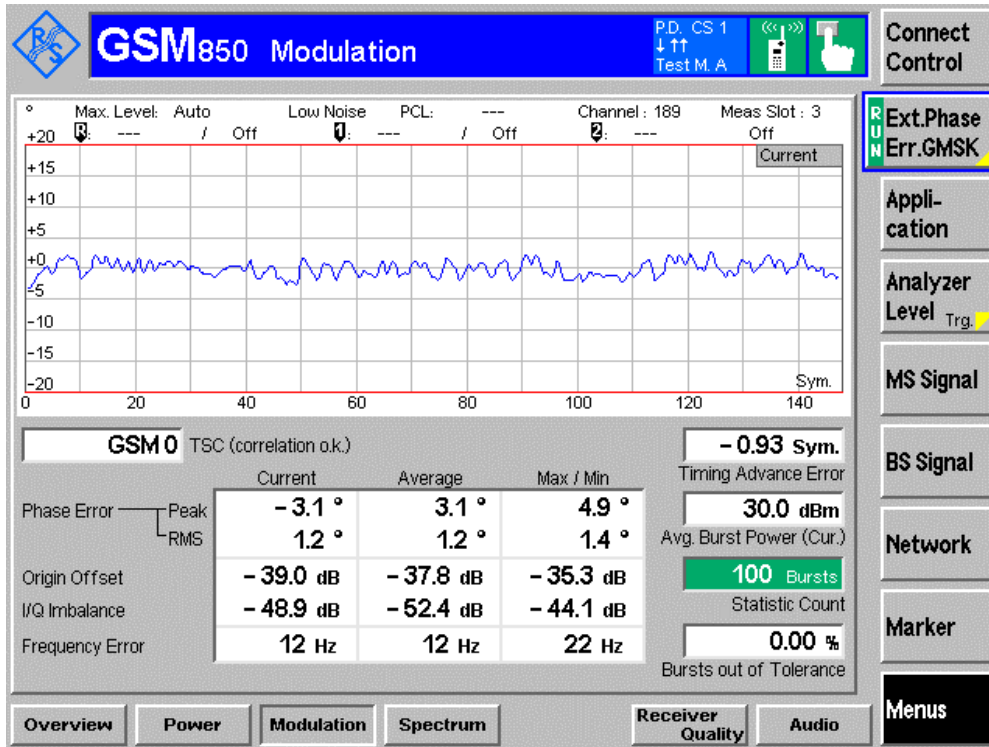 R&S
GSM850 Modulation
P.D. CS 1
↓ ↑↑
Test M. A
Connect
Control
° Max. Level: Auto Low Noise PCL: --- Channel : 189 Meas Slot : 3
R: --- / Off 1: --- / Off 2: --- Off
Current
+20
+15
+10
+5
+0
-5
-10
-15
-20
Sym.
0 20 40 60 80 100 120 140
RUN
Ext.Phase
Err.GMSK
Appli-
cation
Analyzer
Level Trg.
MS Signal
BS Signal
Network
Marker
Menus
GSM 0 TSC (correlation o.k.)
Current Average Max / Min
Phase Error Peak - 3.1 ° 3.1 ° 4.9 °
RMS 1.2 ° 1.2 ° 1.4 °
Origin Offset - 39.0 dB - 37.8 dB - 35.3 dB
I/Q Imbalance - 48.9 dB - 52.4 dB - 44.1 dB
Frequency Error 12 Hz 12 Hz 22 Hz
- 0.93 Sym.
Timing Advance Error
30.0 dBm
Avg. Burst Power (Cur.)
100 Bursts
Statistic Count
0.00 %
Bursts out of Tolerance
Overview Power Modulation Spectrum Receiver Quality Audio